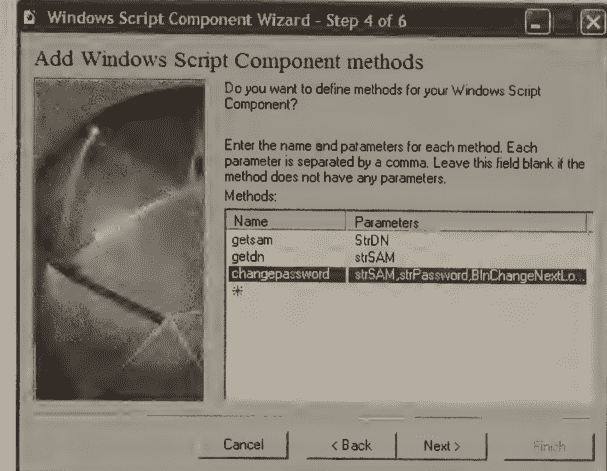 Windows Script Component Wizard - Step 4 of 6
Add Windows Script Component methods
Do you want to define methods for your Windows Script
Component?
Enter the name and parameters for each method. Each
parameter is separated by a comma. Leave this field blank if the
method does not have any parameters.
Methods:
Name Parameters
getsam StrDN
getdn strSAM
changepassword strSAM,strPassword,BlnChangeNextLo...
*
Cancel < Back Next > Finish